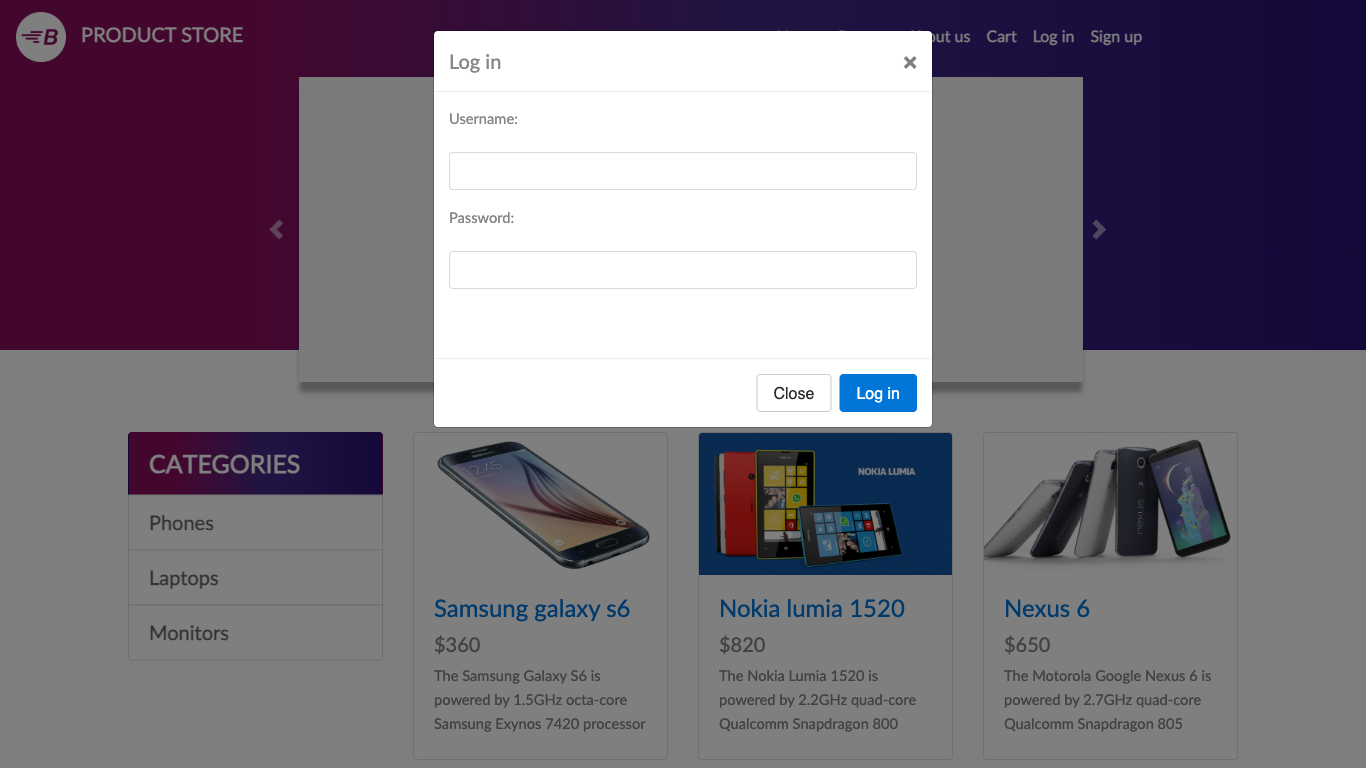 B PRODUCT STORE
out us Cart Log in Sign up
Log in ×
Username:
Password:
Close Log in
CATEGORIES
Phones
Laptops
Monitors
NOKIA LUMIA
nexus
Samsung galaxy s6
$360
The Samsung Galaxy S6 is
powered by 1.5GHz octa-core
Samsung Exynos 7420 processor
Nokia lumia 1520
$820
The Nokia Lumia 1520 is
powered by 2.2GHz quad-core
Qualcomm Snapdragon 800
Nexus 6
$650
The Motorola Google Nexus 6 is
powered by 2.7GHz quad-core
Qualcomm Snapdragon 805